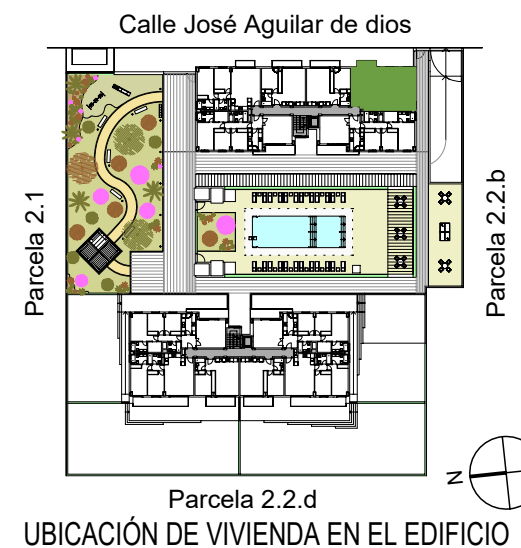 Calle José Aguilar de dios
Parcela 2.1
Parcela 2.2.b
N
Parcela 2.2.d
UBICACIÓN DE VIVIENDA EN EL EDIFICIO